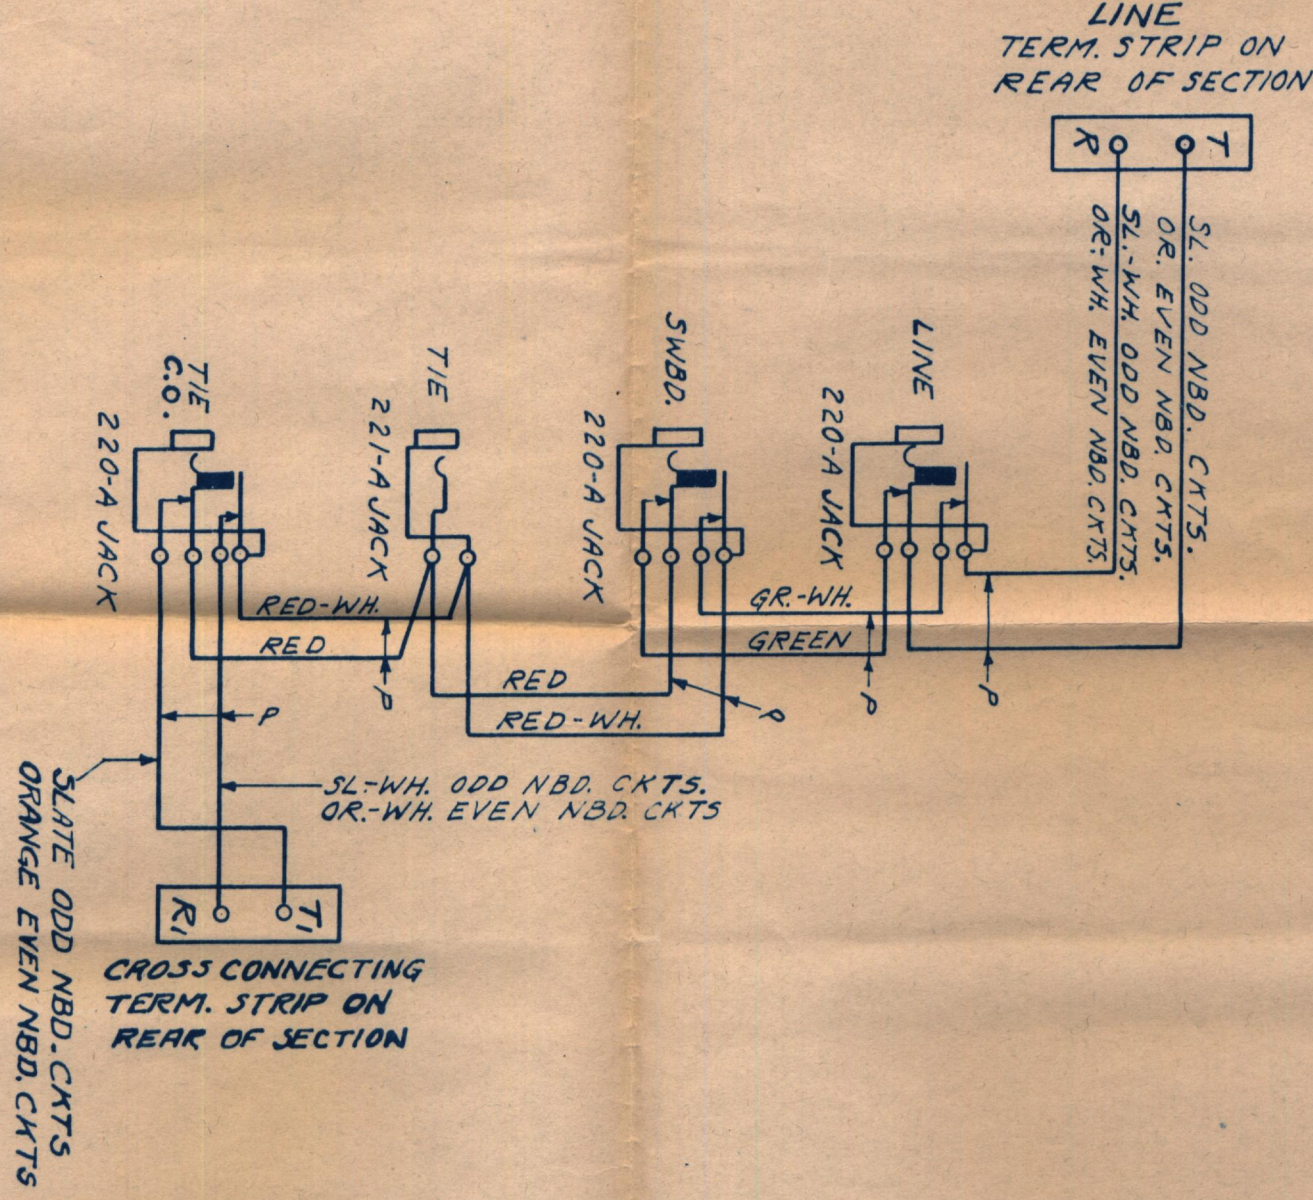 LINE
TERM. STRIP ON
REAR OF SECTION
R T
SL. ODD NBD. CKTS.
OR. EVEN NBD. CKTS.
SL.-WH. ODD NBD. CKTS.
OR.-WH. EVEN NBD. CKTS.
TIE
C.O.
220-A JACK
TIE
221-A JACK
SWBD.
220-A JACK
LINE
220-A JACK
RED-WH.
RED
P
RED
RED-WH.
P
GR.-WH.
GREEN
P
P
P
SL.-WH. ODD NBD. CKTS.
OR.-WH. EVEN NBD. CKTS
SLATE ODD NBD. CKTS
ORANGE EVEN NBD. CKTS
R1 T1
CROSS CONNECTING
TERM. STRIP ON
REAR OF SECTION